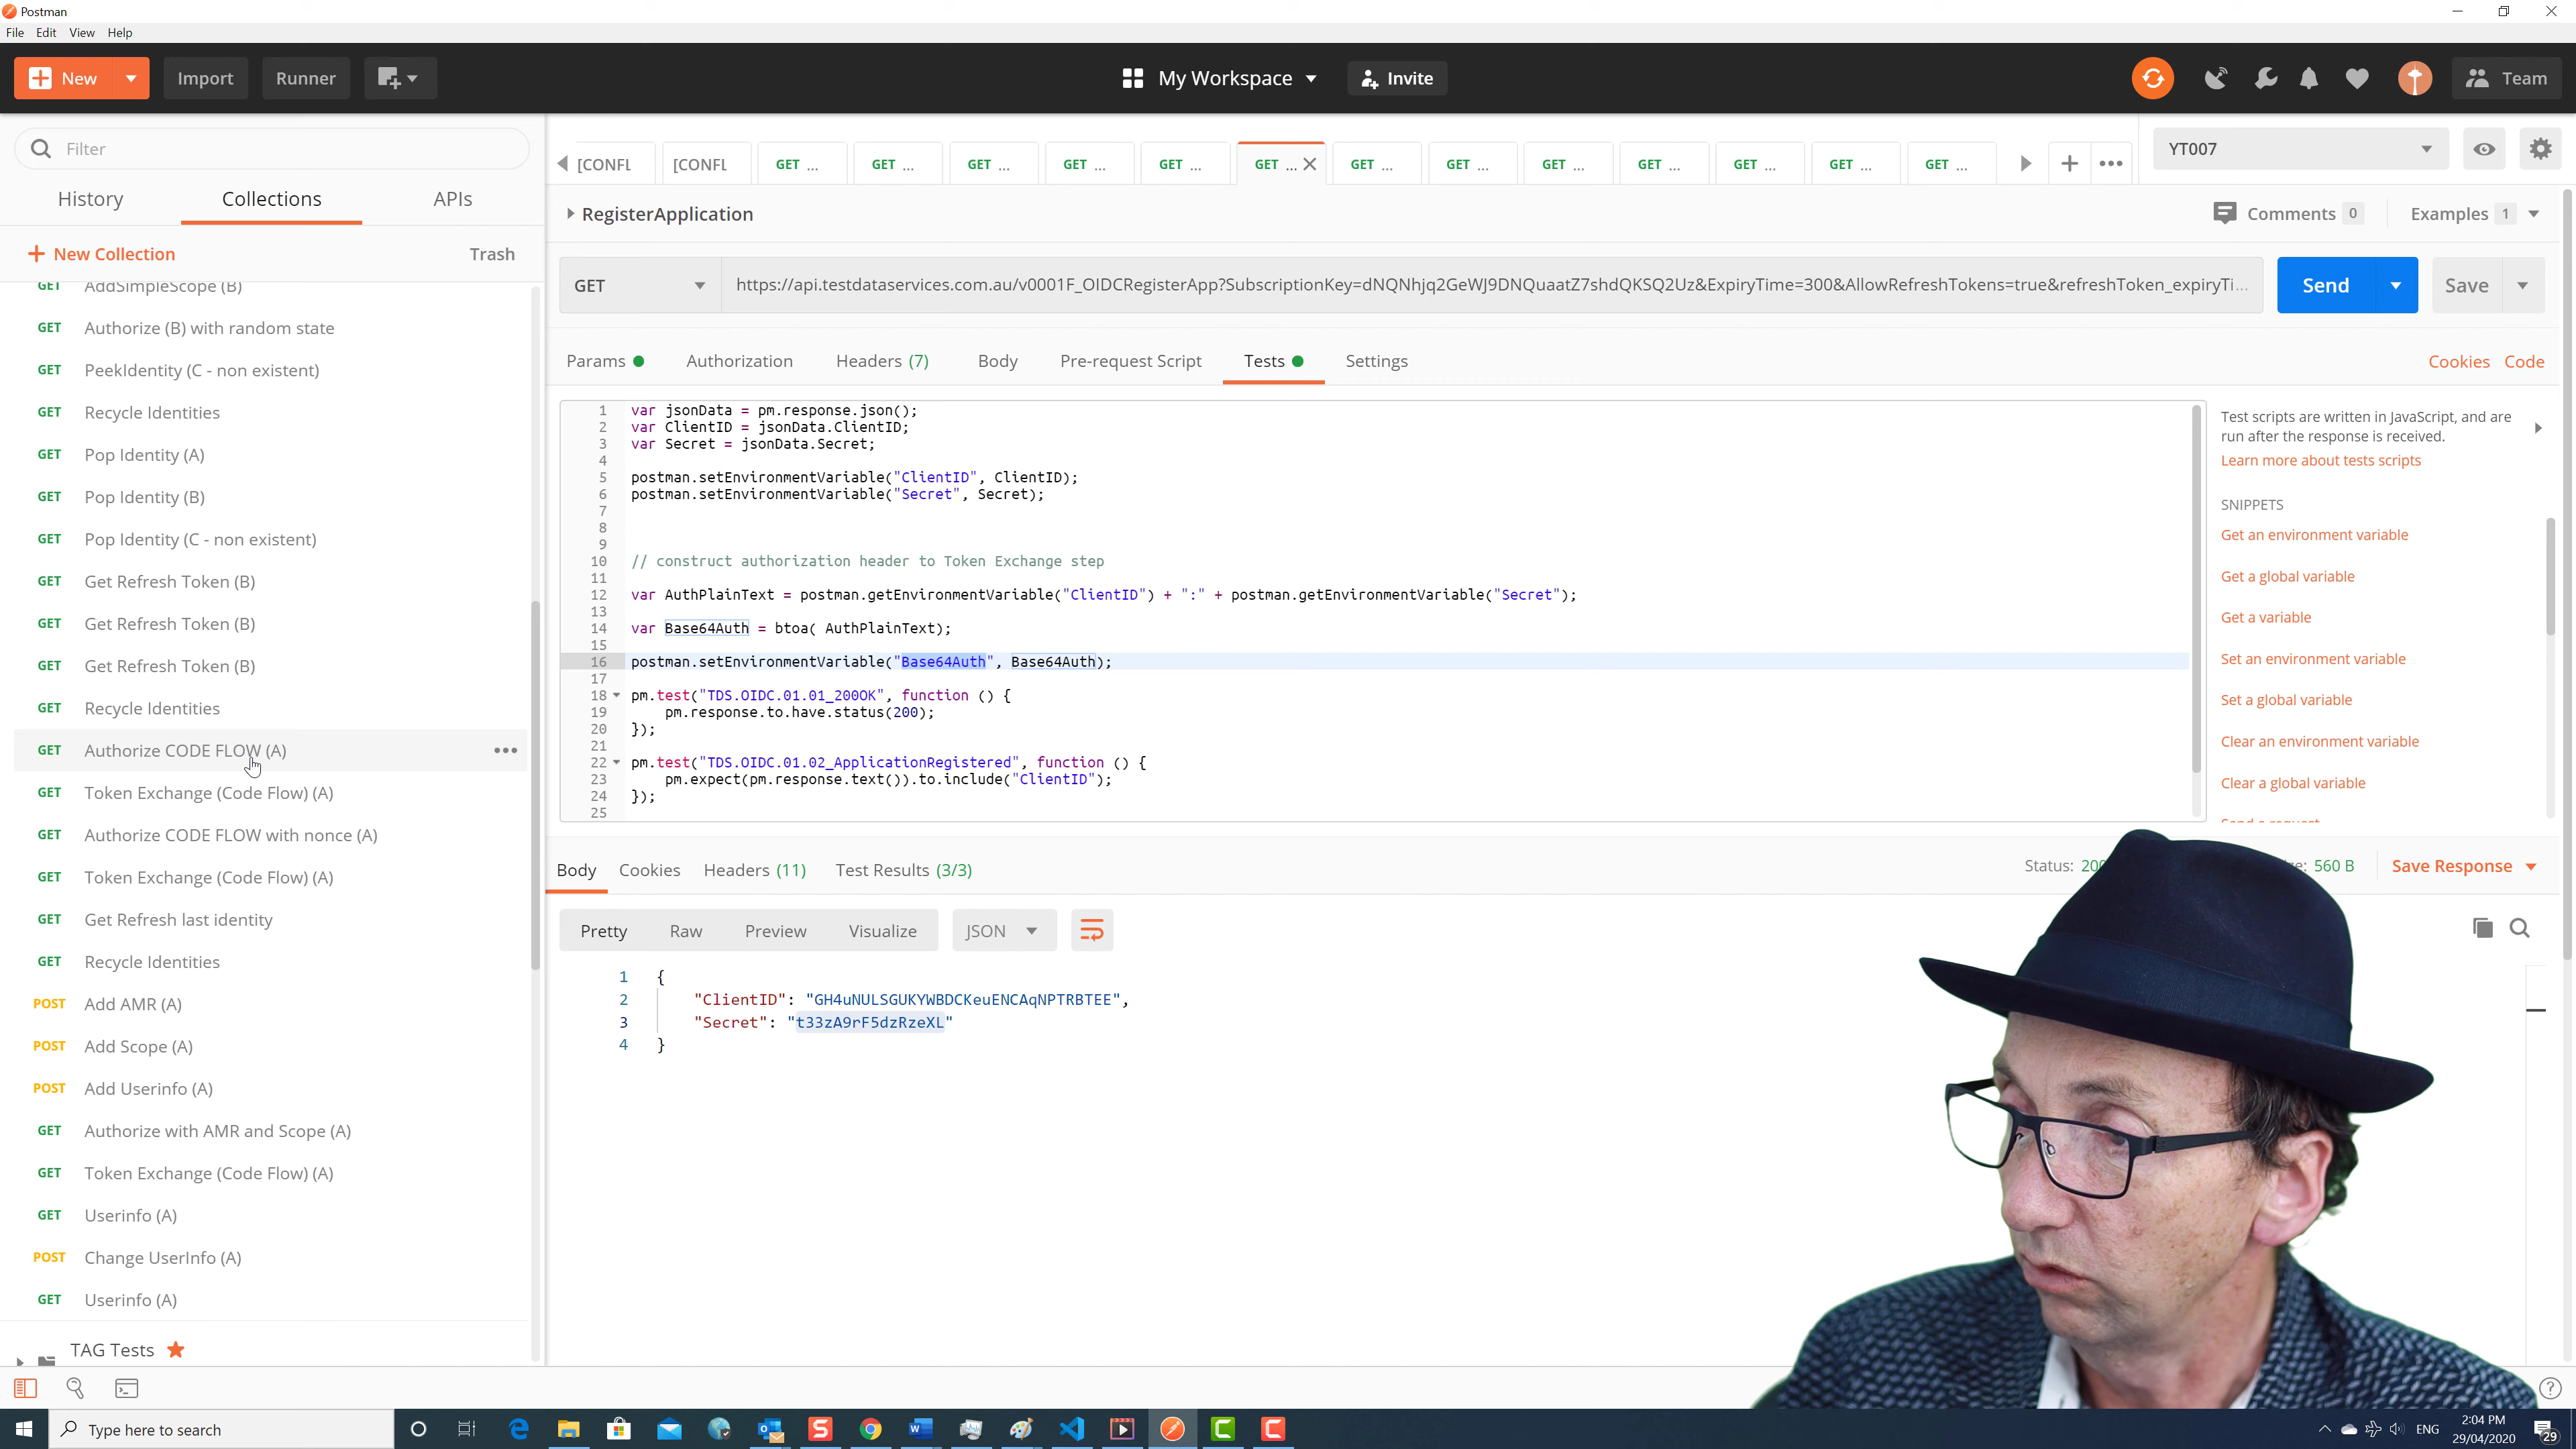 Postman
File Edit View Help
New Import Runner My Workspace Invite Team
Filter
History Collections APIs
New Collection Trash
GET AddSimpleScope (B)
GET Authorize (B) with random state
GET PeekIdentity (C - non existent)
GET Recycle Identities
GET Pop Identity (A)
GET Pop Identity (B)
GET Pop Identity (C - non existent)
GET Get Refresh Token (B)
GET Get Refresh Token (B)
GET Get Refresh Token (B)
GET Recycle Identities
GET Authorize CODE FLOW (A)
GET Token Exchange (Code Flow) (A)
GET Authorize CODE FLOW with nonce (A)
GET Token Exchange (Code Flow) (A)
GET Get Refresh last identity
GET Recycle Identities
POST Add AMR (A)
POST Add Scope (A)
POST Add Userinfo (A)
GET Authorize with AMR and Scope (A)
GET Token Exchange (Code Flow) (A)
GET Userinfo (A)
POST Change UserInfo (A)
GET Userinfo (A)
TAG Tests
[CONFL [CONFL GET ... GET ... GET ... GET ... GET ... GET ... GET ... GET ... GET ... GET ... GET ... GET ... GET ... YT007
RegisterApplication Comments 0 Examples 1
GET https://api.testdataservices.com.au/v0001F_OIDCRegisterApp?SubscriptionKey=dNQNhjq2GeWJ9DNQuaatZ7shdQKSQ2Uz&ExpiryTime=300&AllowRefreshTokens=true&refreshToken_expiryTi... Send Save
Params Authorization Headers (7) Body Pre-request Script Tests Settings Cookies Code
1 var jsonData = pm.response.json();
2 var ClientID = jsonData.ClientID;
3 var Secret = jsonData.Secret;
4
5 postman.setEnvironmentVariable("ClientID", ClientID);
6 postman.setEnvironmentVariable("Secret", Secret);
7
8
9
10 // construct authorization header to Token Exchange step
11
12 var AuthPlainText = postman.getEnvironmentVariable("ClientID") + ":" + postman.getEnvironmentVariable("Secret");
13
14 var Base64Auth = btoa( AuthPlainText);
15
16 postman.setEnvironmentVariable("Base64Auth", Base64Auth);
17
18 pm.test("TDS.OIDC.01.01_200OK", function () {
19 pm.response.to.have.status(200);
20 });
21
22 pm.test("TDS.OIDC.01.02_ApplicationRegistered", function () {
23 pm.expect(pm.response.text()).to.include("ClientID");
24 });
25
Test scripts are written in JavaScript, and are
run after the response is received.
Learn more about tests scripts
SNIPPETS
Get an environment variable
Get a global variable
Get a variable
Set an environment variable
Set a global variable
Clear an environment variable
Clear a global variable
Body Cookies Headers (11) Test Results (3/3) Status: 200 560 B Save Response
Pretty Raw Preview Visualize JSON
1 {
2 "ClientID": "GH4uNULSGUKYWBDCKeuENCAqNPTRBTEE",
3 "Secret": "t33zA9rF5dzRzeXL"
4 }
Type here to search ENG 2:04 PM
29/04/2020 29